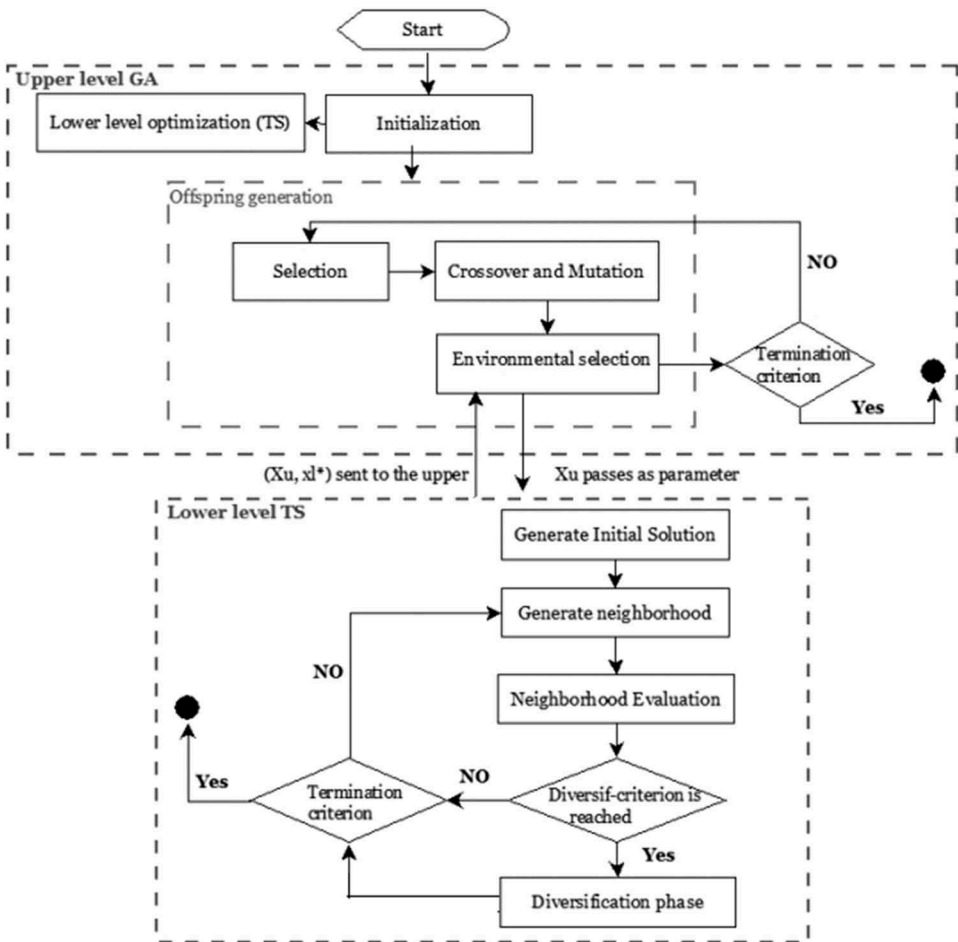 Start
Upper level GA
Lower level optimization (TS)
Initialization
Offspring generation
NO
Selection
Crossover and Mutation
Environmental selection
Termination
criterion
Yes
(Xu, xl*) sent to the upper
Xu passes as parameter
Lower level TS
Generate Initial Solution
Generate neighborhood
NO
Neighborhood Evaluation
Yes
Termination
criterion
NO
Diversif-criterion is
reached
Yes
Diversification phase